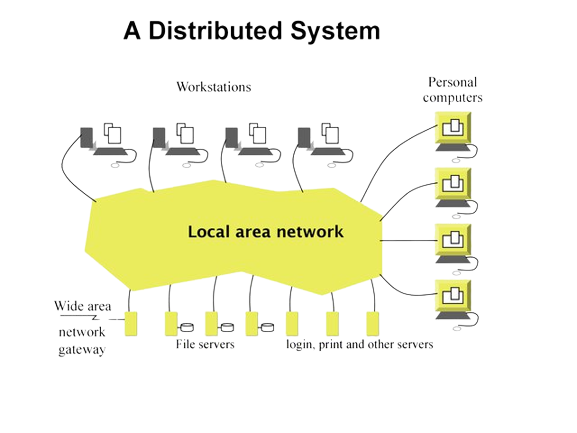 A Distributed System
Workstations
Personal
computers
Local area network
Wide area
network
gateway
File servers
login, print and other servers